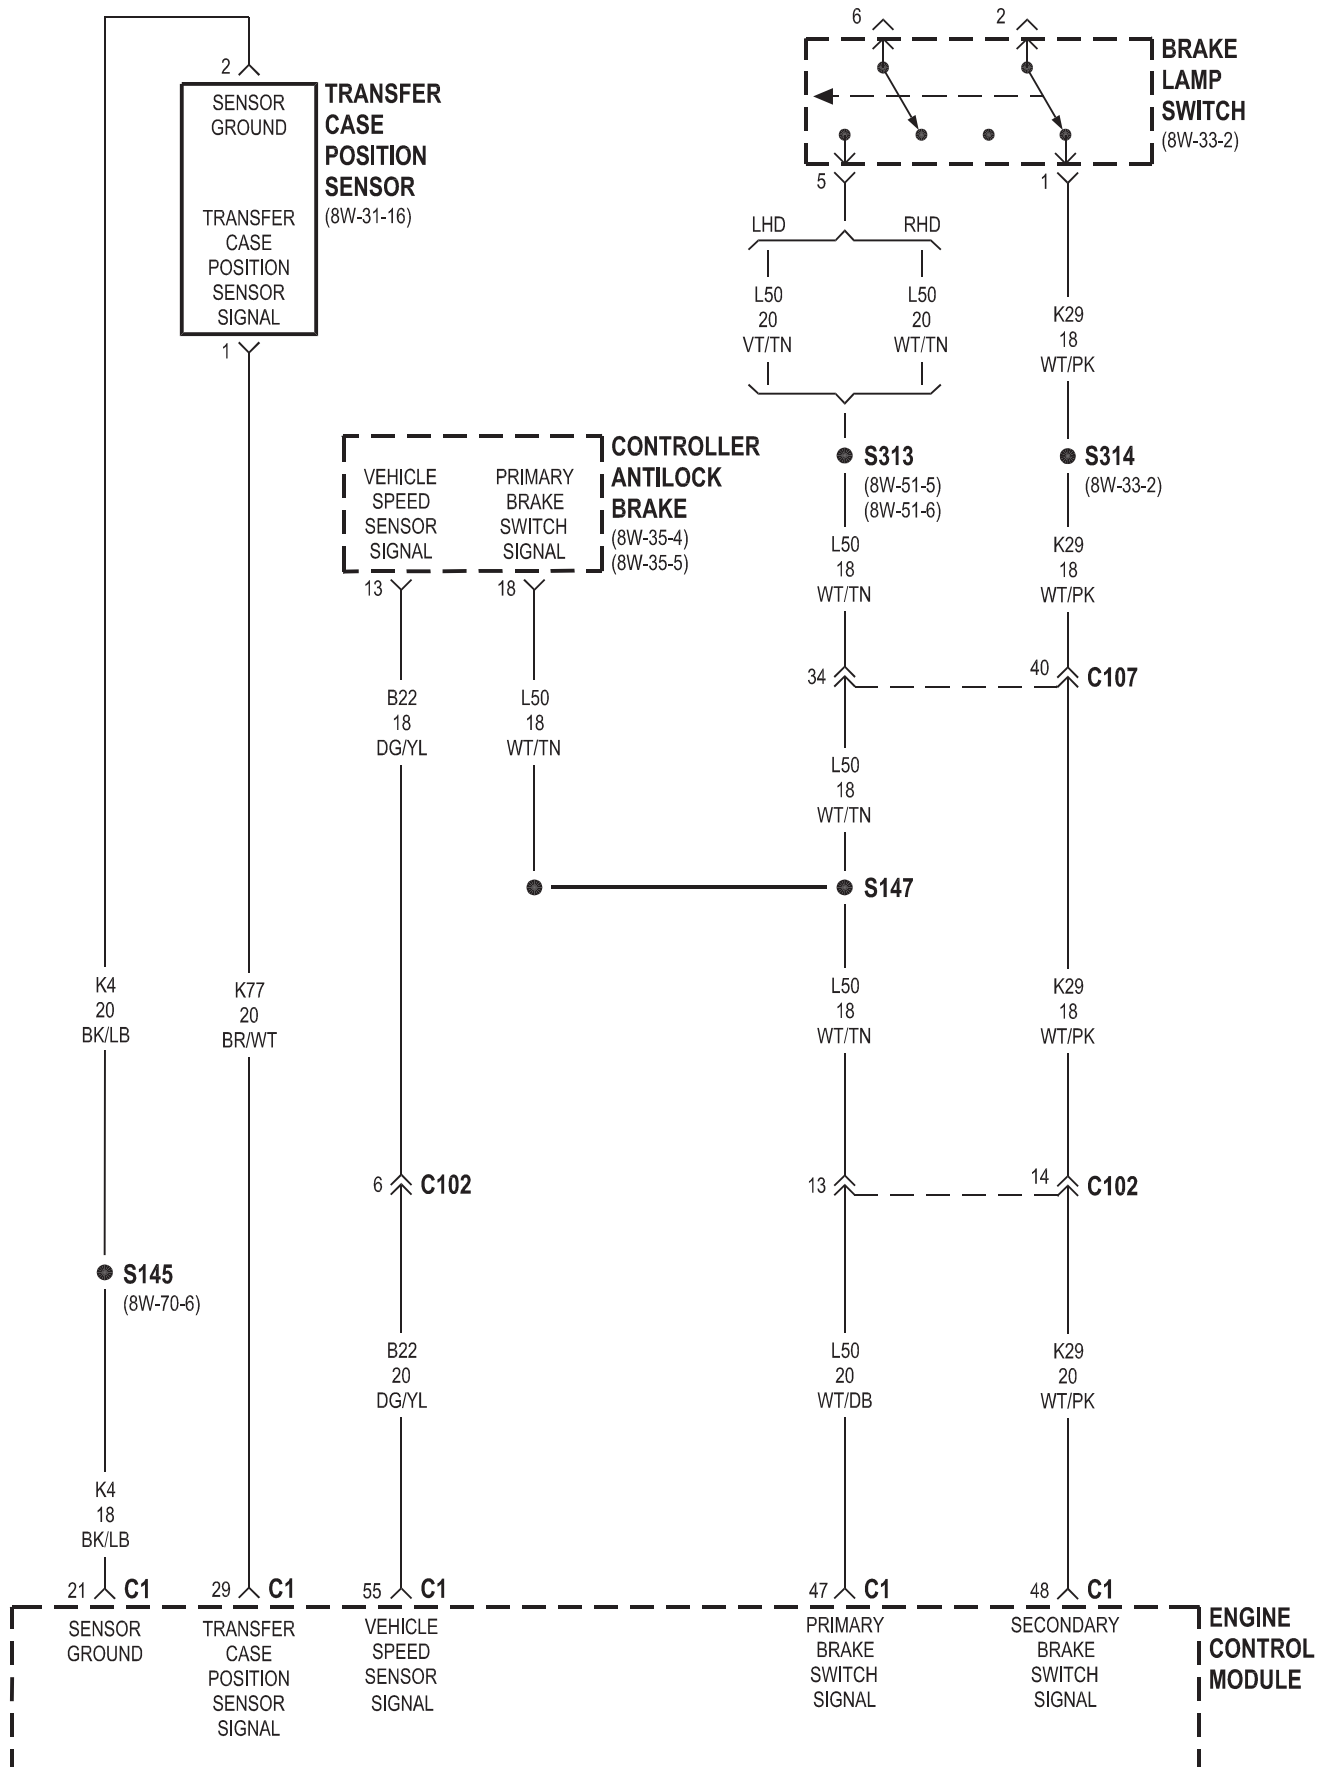 2
SENSOR
GROUND
TRANSFER
CASE
POSITION
SENSOR
SIGNAL
1
TRANSFER
CASE
POSITION
SENSOR
(8W-31-16)
6
2
BRAKE
LAMP
SWITCH
(8W-33-2)
5
1
LHD
RHD
L50
20
VT/TN
L50
20
WT/TN
K29
18
WT/PK
CONTROLLER
ANTILOCK
BRAKE
(8W-35-4)
(8W-35-5)
VEHICLE
SPEED
SENSOR
SIGNAL
PRIMARY
BRAKE
SWITCH
SIGNAL
13
18
S313
(8W-51-5)
(8W-51-6)
S314
(8W-33-2)
L50
18
WT/TN
K29
18
WT/PK
34
40
C107
B22
18
DG/YL
L50
18
WT/TN
L50
18
WT/TN
S147
K4
20
BK/LB
K77
20
BR/WT
L50
18
WT/TN
K29
18
WT/PK
6
C102
13
14
C102
S145
(8W-70-6)
B22
20
DG/YL
L50
20
WT/DB
K29
20
WT/PK
K4
18
BK/LB
21 C1
29 C1
55 C1
47 C1
48 C1
SENSOR
GROUND
TRANSFER
CASE
POSITION
SENSOR
SIGNAL
VEHICLE
SPEED
SENSOR
SIGNAL
PRIMARY
BRAKE
SWITCH
SIGNAL
SECONDARY
BRAKE
SWITCH
SIGNAL
ENGINE
CONTROL
MODULE